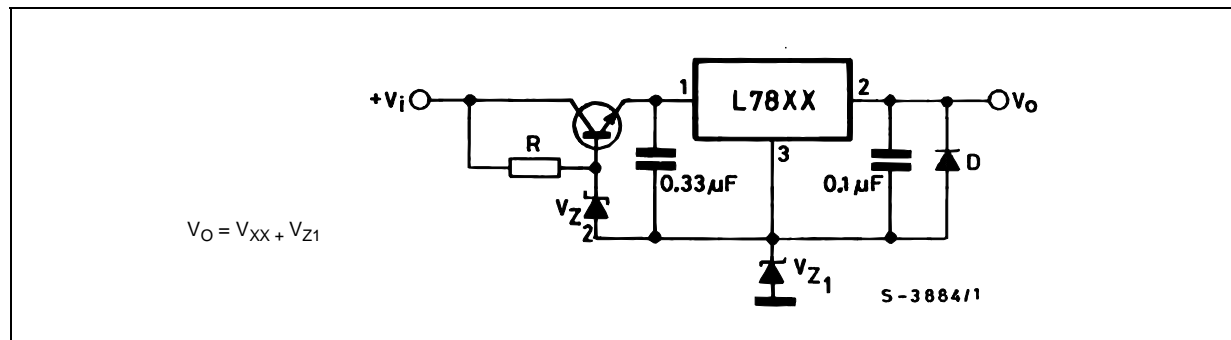 +Vi
R
VZ2
1
L78XX
2
3
0.33μF
0.1μF
D
Vo
VO = VXX + VZ1
VZ1
S-3884/1